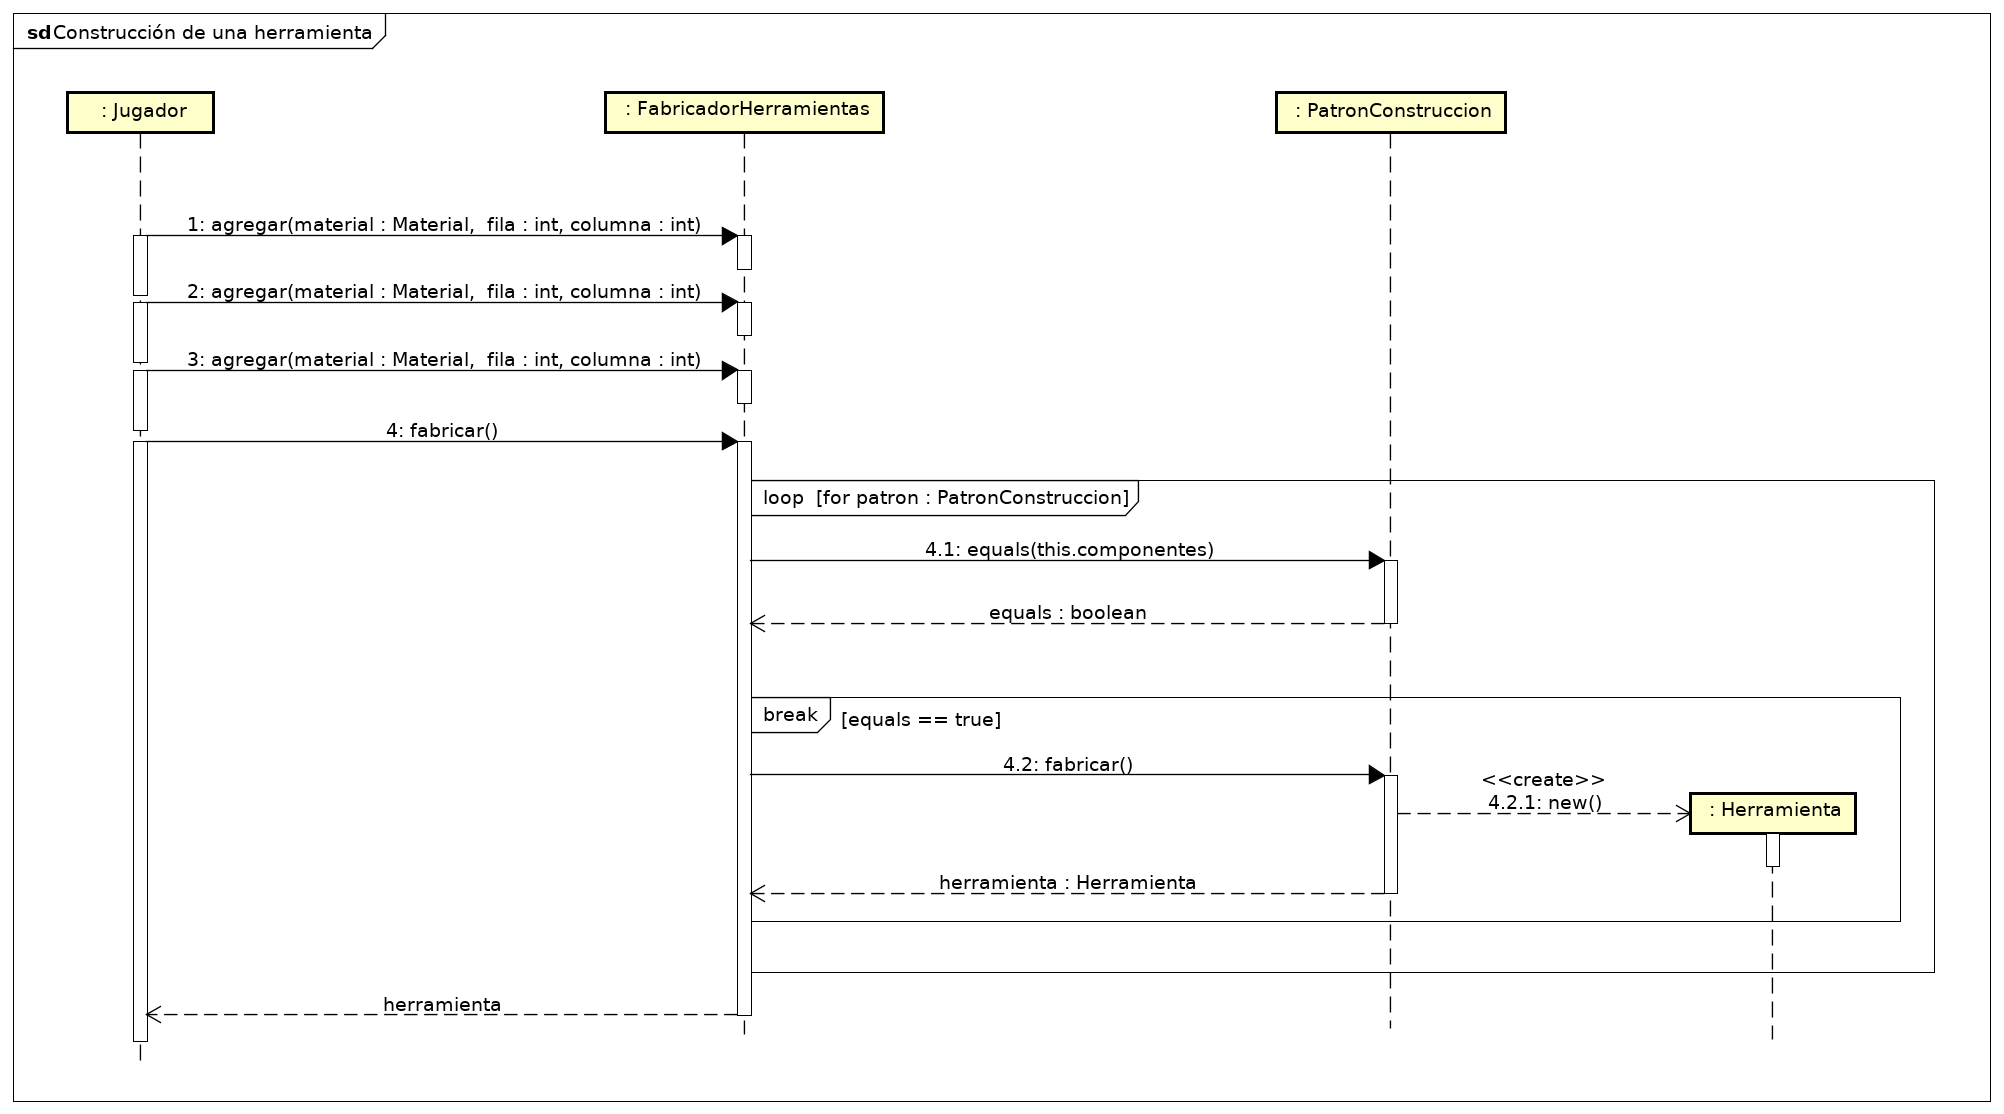 sd Construcción de una herramienta
: Jugador
: FabricadorHerramientas
: PatronConstruccion
1: agregar(material : Material,  fila : int, columna : int)
2: agregar(material : Material,  fila : int, columna : int)
3: agregar(material : Material,  fila : int, columna : int)
4: fabricar()
loop  [for patron : PatronConstruccion]
4.1: equals(this.componentes)
equals : boolean
break
[equals == true]
4.2: fabricar()
<<create>>
4.2.1: new()
: Herramienta
herramienta : Herramienta
herramienta